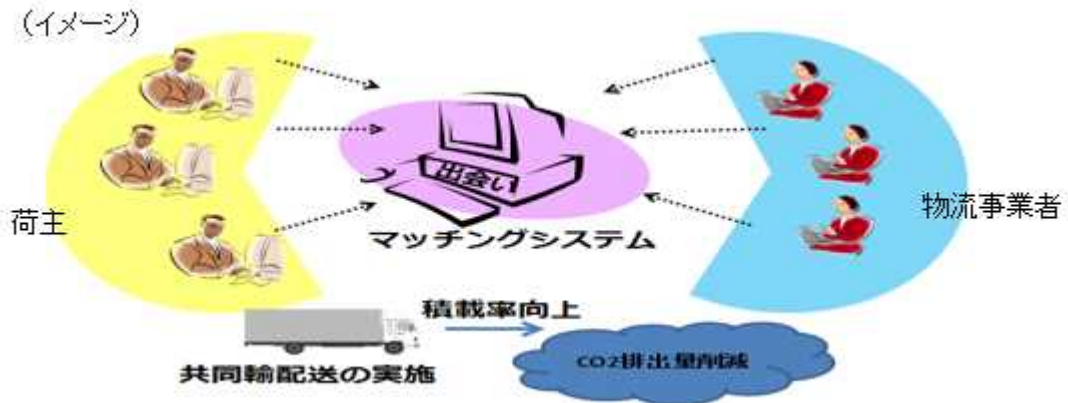 （イメージ）
出会い
荷主
物流事業者
マッチングシステム
積載率向上
CO2排出量削減
共同輸配送の実施